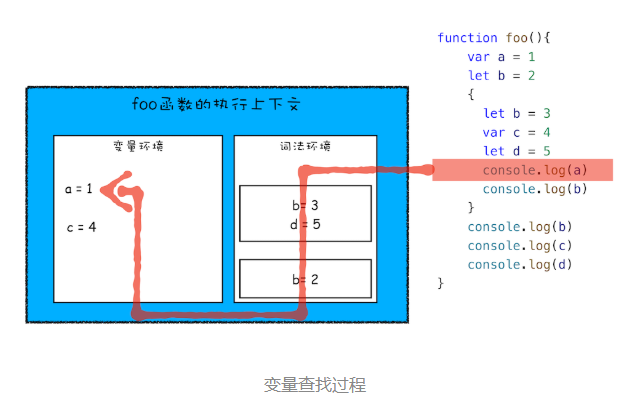 foo函数的执行上下文
变量环境
a = 1
c = 4
词法环境
b= 3
d = 5
b= 2
function foo(){
    var a = 1
    let b = 2
    {
      let b = 3
      var c = 4
      let d = 5
      console.log(a)
      console.log(b)
    }
    console.log(b)
    console.log(c)
    console.log(d)
}
变量查找过程